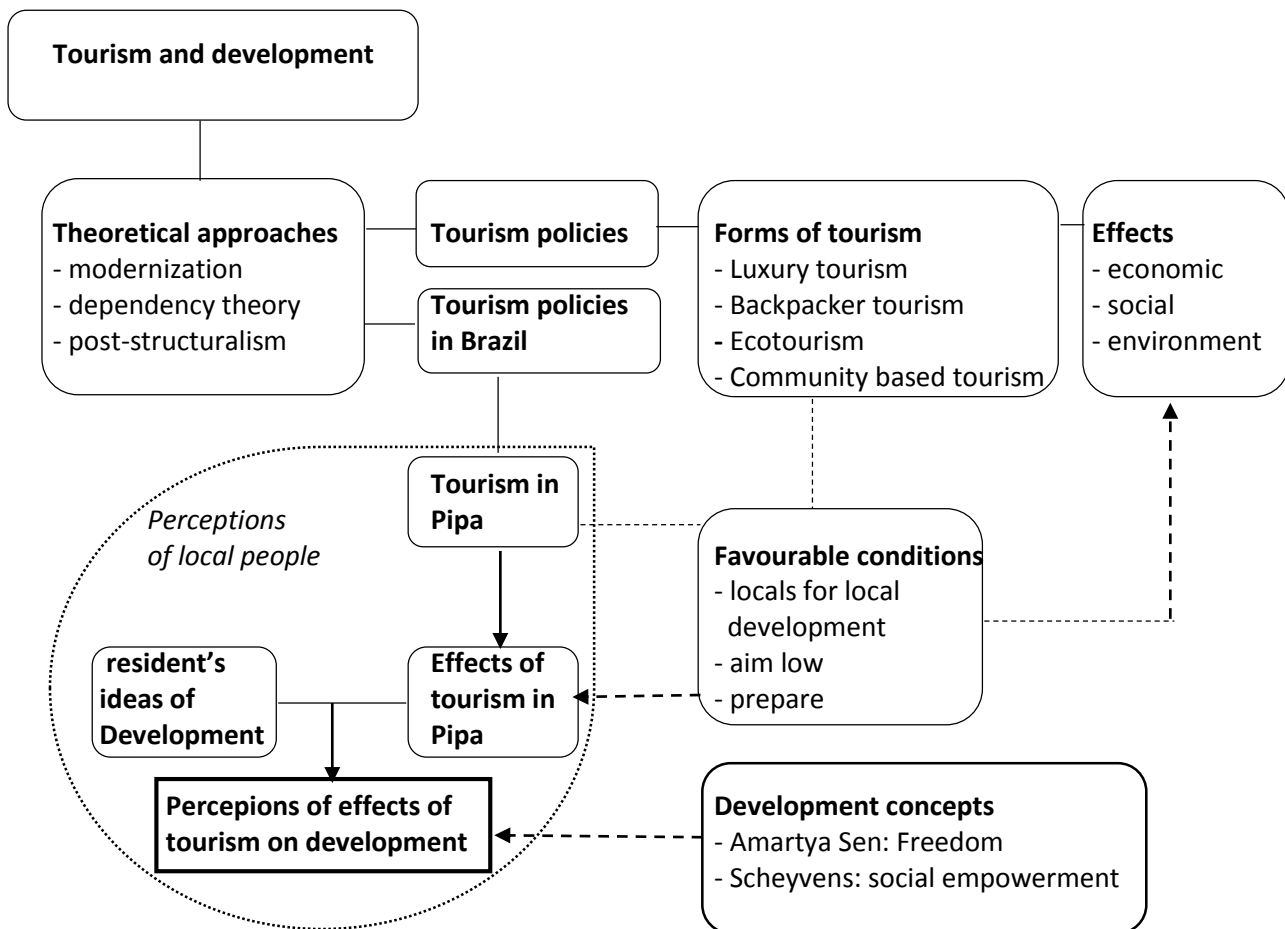 Tourism and development
Theoretical approaches
- modernization
- dependency theory
- post-structuralism
Tourism policies
Tourism policies
in Brazil
Forms of tourism
- Luxury tourism
- Backpacker tourism
- Ecotourism
- Community based tourism
Effects
- economic
- social
- environment
Perceptions
of local people
Tourism in
Pipa
Favourable conditions
- locals for local
development
- aim low
- prepare
resident's
ideas of
Development
Effects of
tourism in
Pipa
Percepions of effects of
tourism on development
Development concepts
- Amartya Sen: Freedom
- Scheyvens: social empowerment